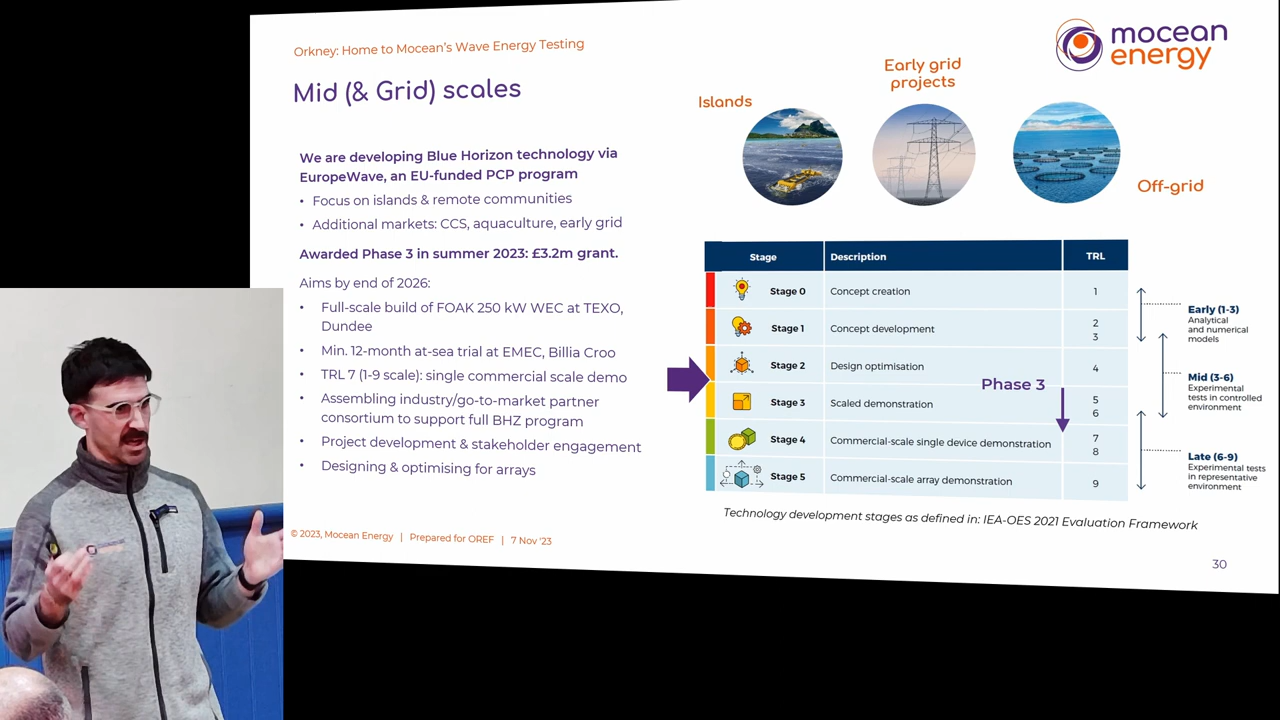 Orkney: Home to Mocean's Wave Energy Testing
mocean
energy
Mid (& Grid) scales
Islands
Early grid
projects
Off-grid
We are developing Blue Horizon technology via
EuropeWave, an EU-funded PCP program
• Focus on islands & remote communities
• Additional markets: CCS, aquaculture, early grid
Awarded Phase 3 in summer 2023: £3.2m grant.
Aims by end of 2026:
• Full-scale build of FOAK 250 kW WEC at TEXO,
Dundee
• Min. 12-month at-sea trial at EMEC, Billia Croo
• TRL 7 (1-9 scale): single commercial scale demo
• Assembling industry/go-to-market partner
consortium to support full BHZ program
• Project development & stakeholder engagement
• Designing & optimising for arrays
Stage Description TRL
Stage 0 Concept creation 1
Stage 1 Concept development 2
3
Stage 2 Design optimisation 4
Phase 3
Stage 3 Scaled demonstration 5
6
Stage 4 Commercial-scale single device demonstration 7
8
Stage 5 Commercial-scale array demonstration 9
Early (1-3)
Analytical
and numerical
models
Mid (3-6)
Experimental
tests in controlled
environment
Late (6-9)
Experimental tests
in representative
environment
Technology development stages as defined in: IEA-OES 2021 Evaluation Framework
© 2023, Mocean Energy | Prepared for OREF | 7 Nov '23
30